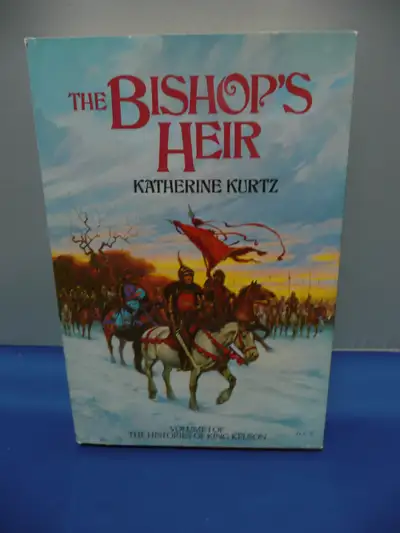 THE BISHOP'S
HEIR
KATHERINE KURTZ
VOLUME I OF
THE HISTORIES OF KING KELSON